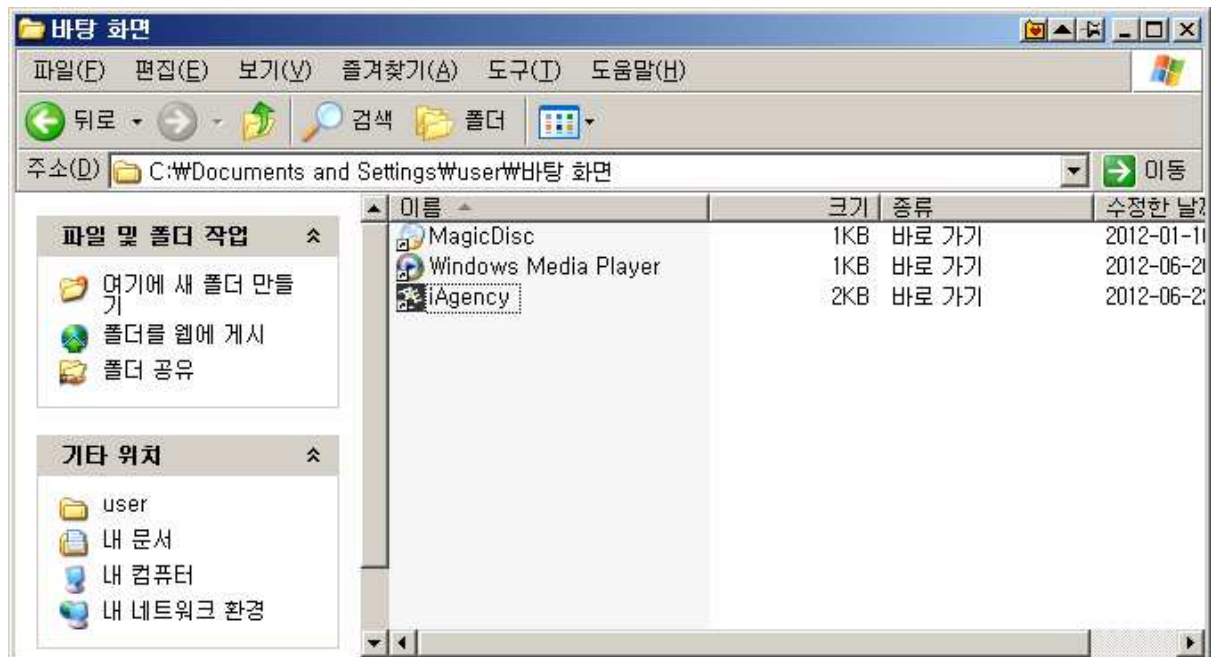 바탕 화면
파일(F) 편집(E) 보기(V) 즐겨찾기(A) 도구(T) 도움말(H)
뒤로 검색 폴더
주소(D) C:₩Documents and Settings₩user₩바탕 화면 이동
파일 및 폴더 작업
여기에 새 폴더 만들
기
폴더를 웹에 게시
폴더 공유
기타 위치
user
내 문서
내 컴퓨터
내 네트워크 환경
이름 크기 종류 수정한
MagicDisc 1KB 바로 가기
Windows Media Player 1KB 바로 가기
iAgency 2KB 바로 가기